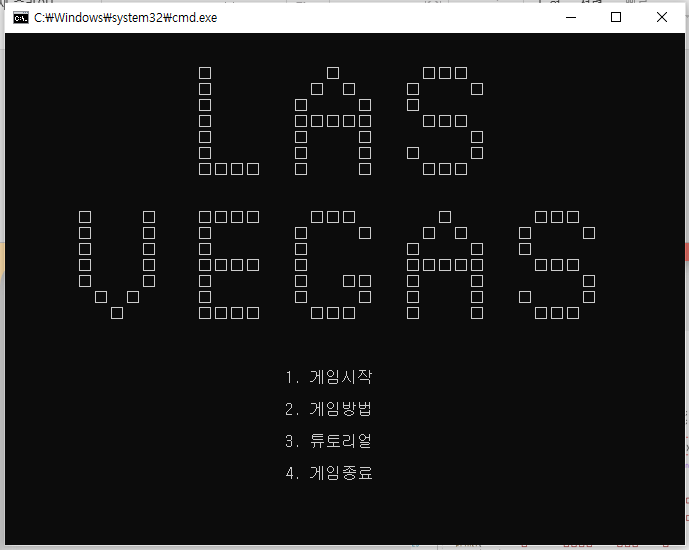 C:₩Windows₩system32₩cmd.exe
LAS
VEGAS
1. 게임시작
2. 게임방법
3. 튜토리얼
4. 게임종료